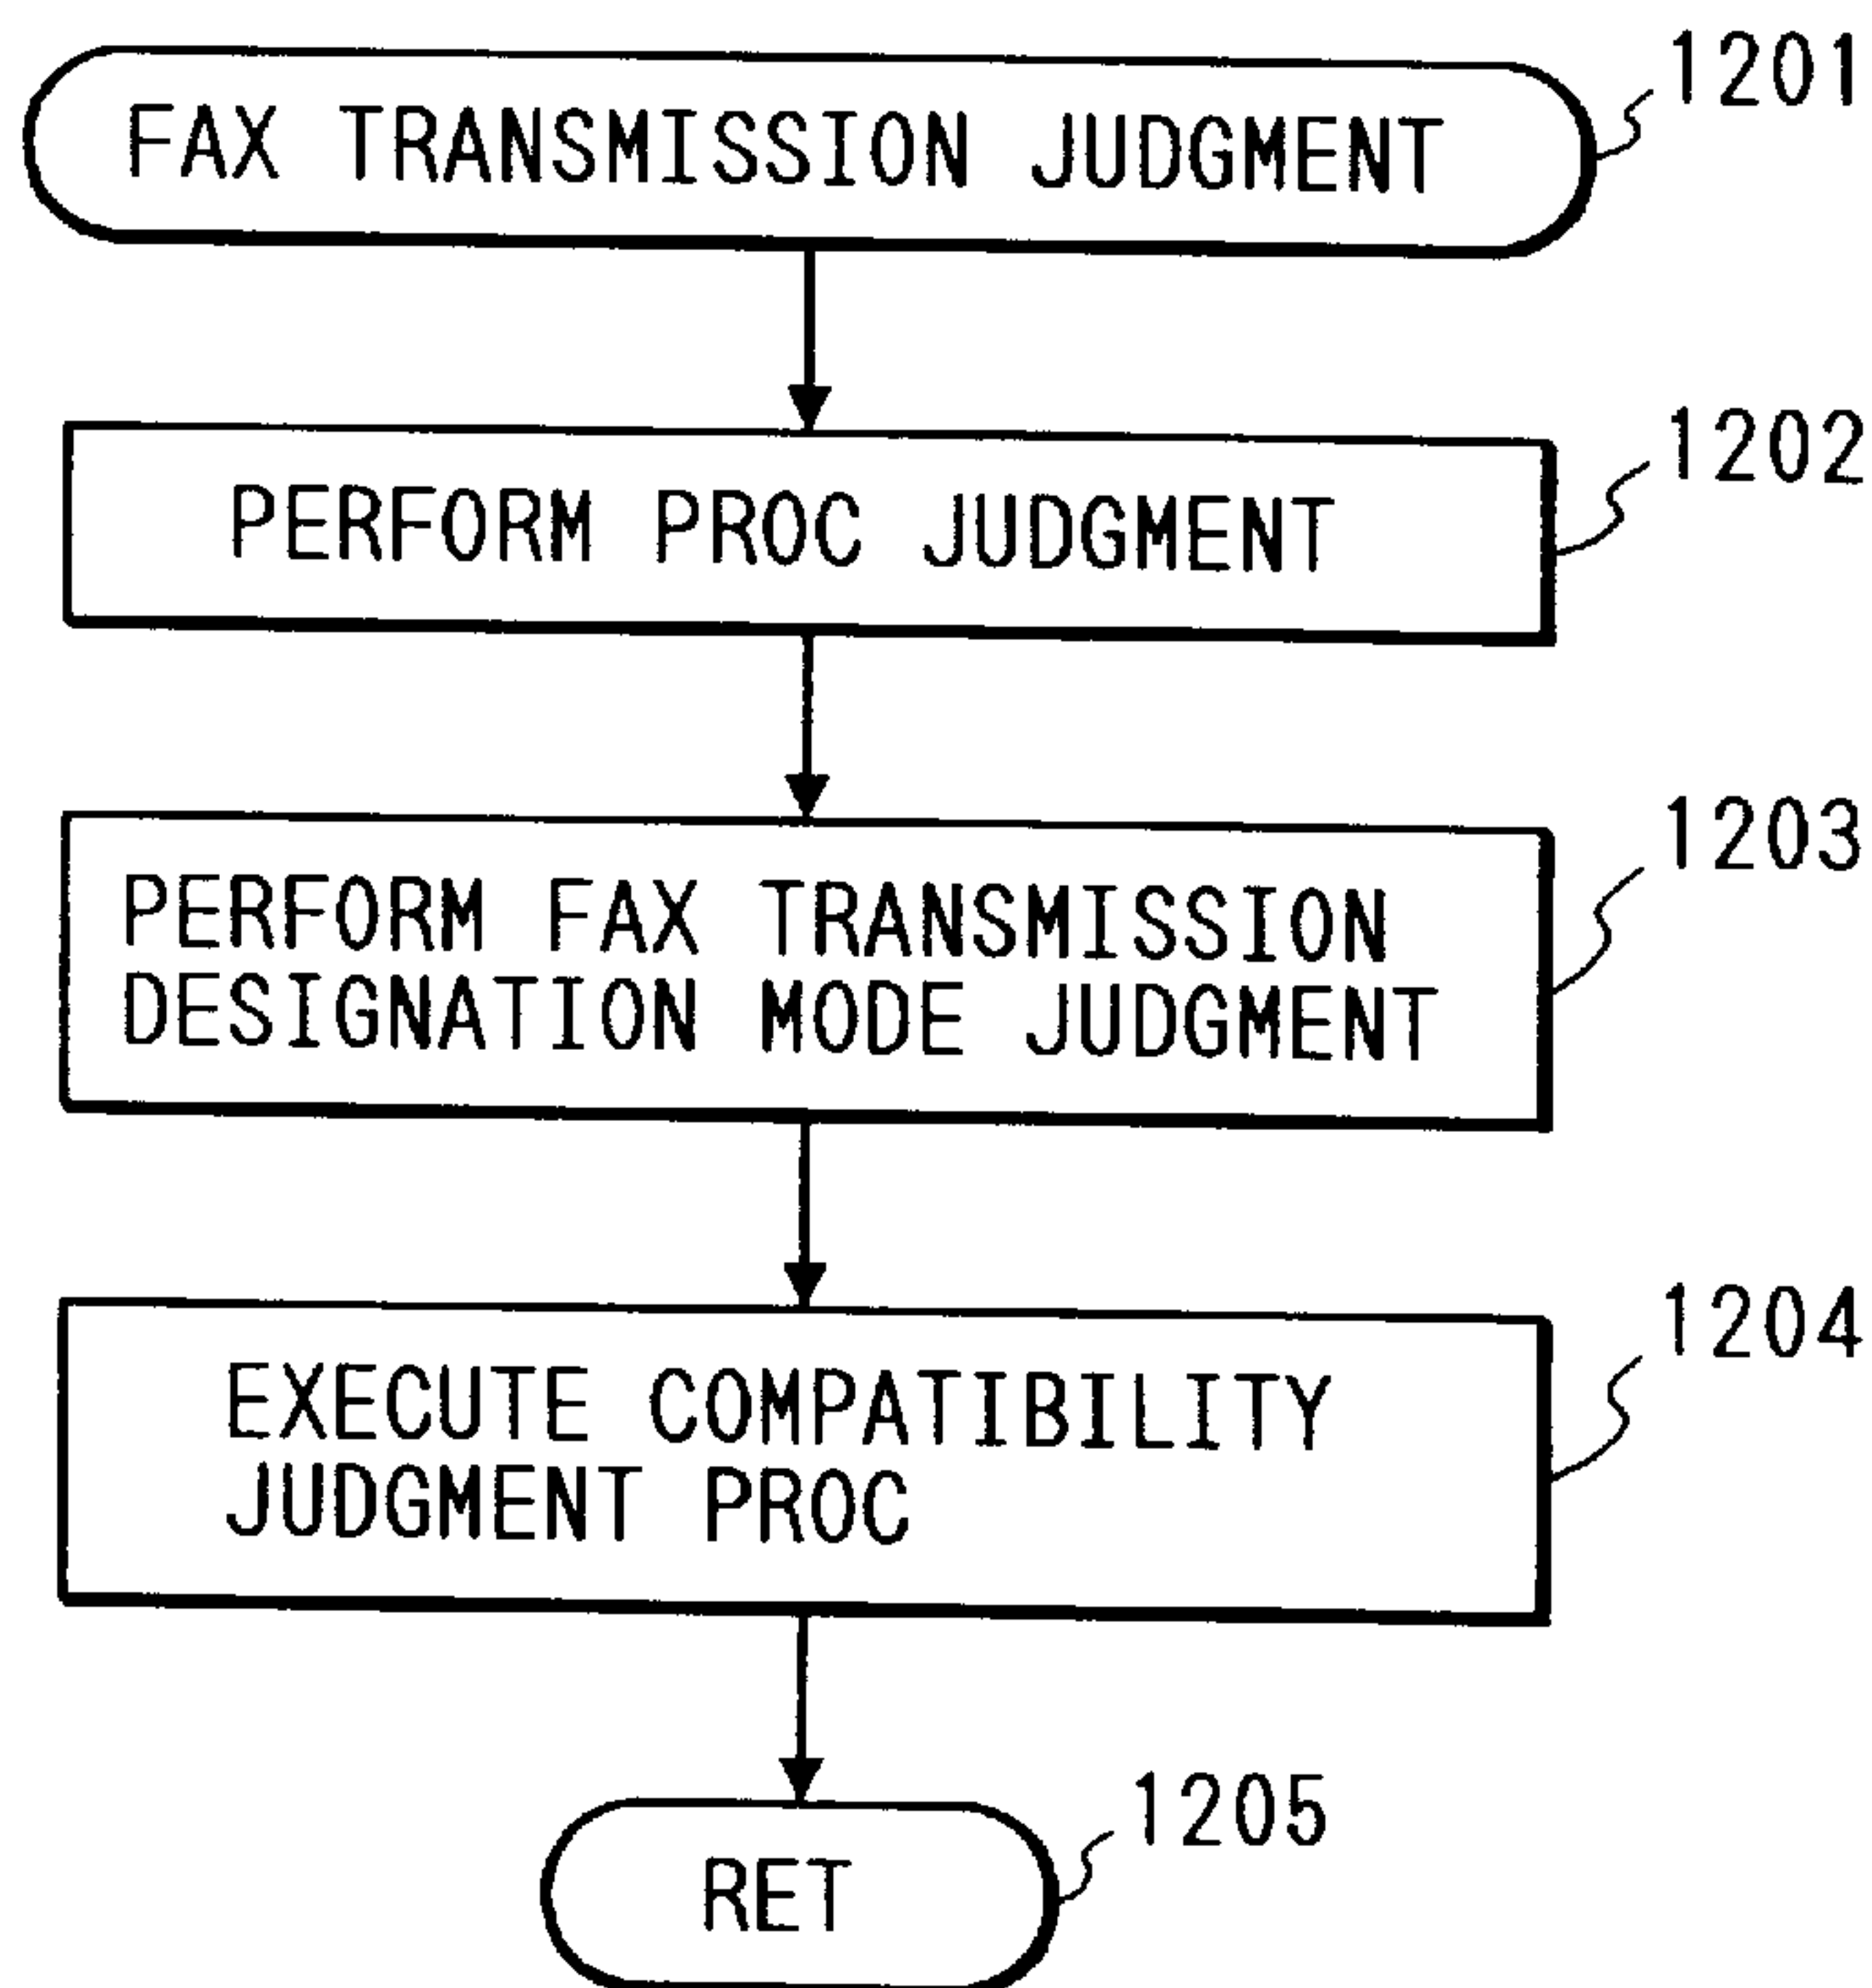 FAX TRANSMISSION JUDGMENT
1201
PERFORM PROC JUDGMENT
1202
PERFORM FAX TRANSMISSION
DESIGNATION MODE JUDGMENT
1203
EXECUTE COMPATIBILITY
JUDGMENT PROC
1204
RET
1205